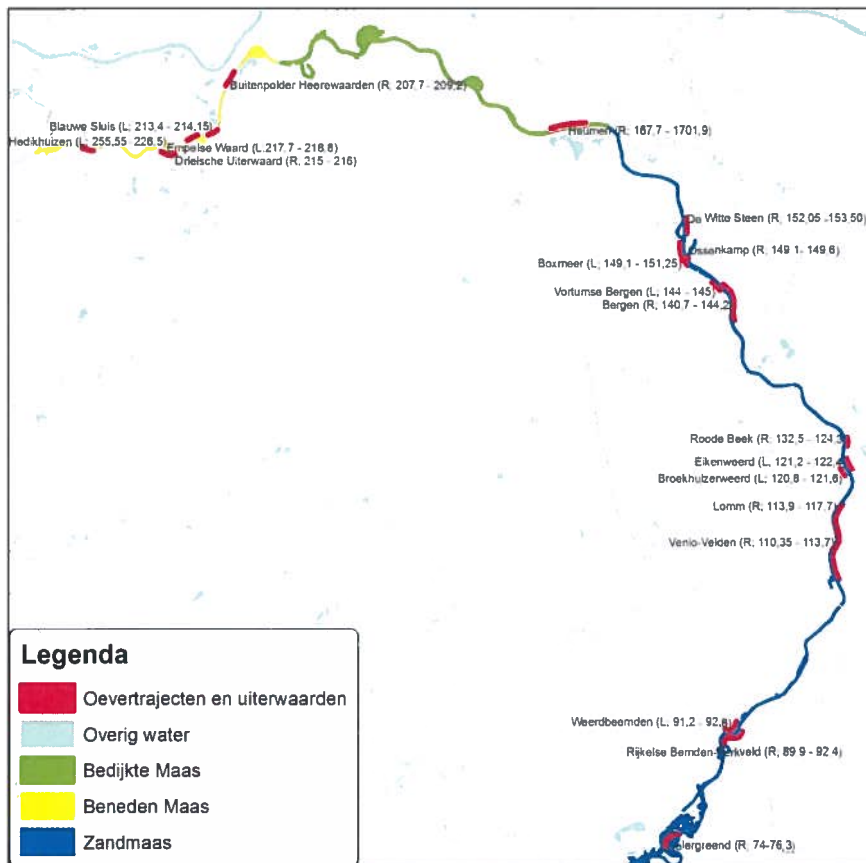 Buitenpolder Heerewaarden (R, 207,7 - 209,2)
Blauwe Sluis (L; 213,4 - 214,15)
Hedikhuizen (L; 255,55 - 226,5)
Empelse Waard (L,217,7 - 218,8)
Drielsche Uiterwaard (R, 215 - 216)
Heumen (R; 167,7 - 1701,9)
De Witte Steen (R, 152,05 -153,50)
Ossenkamp (R, 149,1- 149,6)
Boxmeer (L; 149,1 - 151,25)
Vortumse Bergen (L; 144 - 145)
Bergen (R; 140,7 - 144,2)
Roode Beek (R; 132,5 - 124,3)
Eikenweerd (L, 121,2 - 122,4)
Broekhuizerweerd (L; 120,8 - 121,6)
Lomm (R; 113,9 - 117,7)
Venlo-Velden (R; 110,35 - 113,7)
Weerdbeemden (L; 91,2 - 92,8)
Rijkelse Bemden-Kerkveld (R, 89,9 - 92,4)
(R, 74-76,3)
Legenda
Oevertrajecten en uiterwaarden
Overig water
Bedijkte Maas
Beneden Maas
Zandmaas